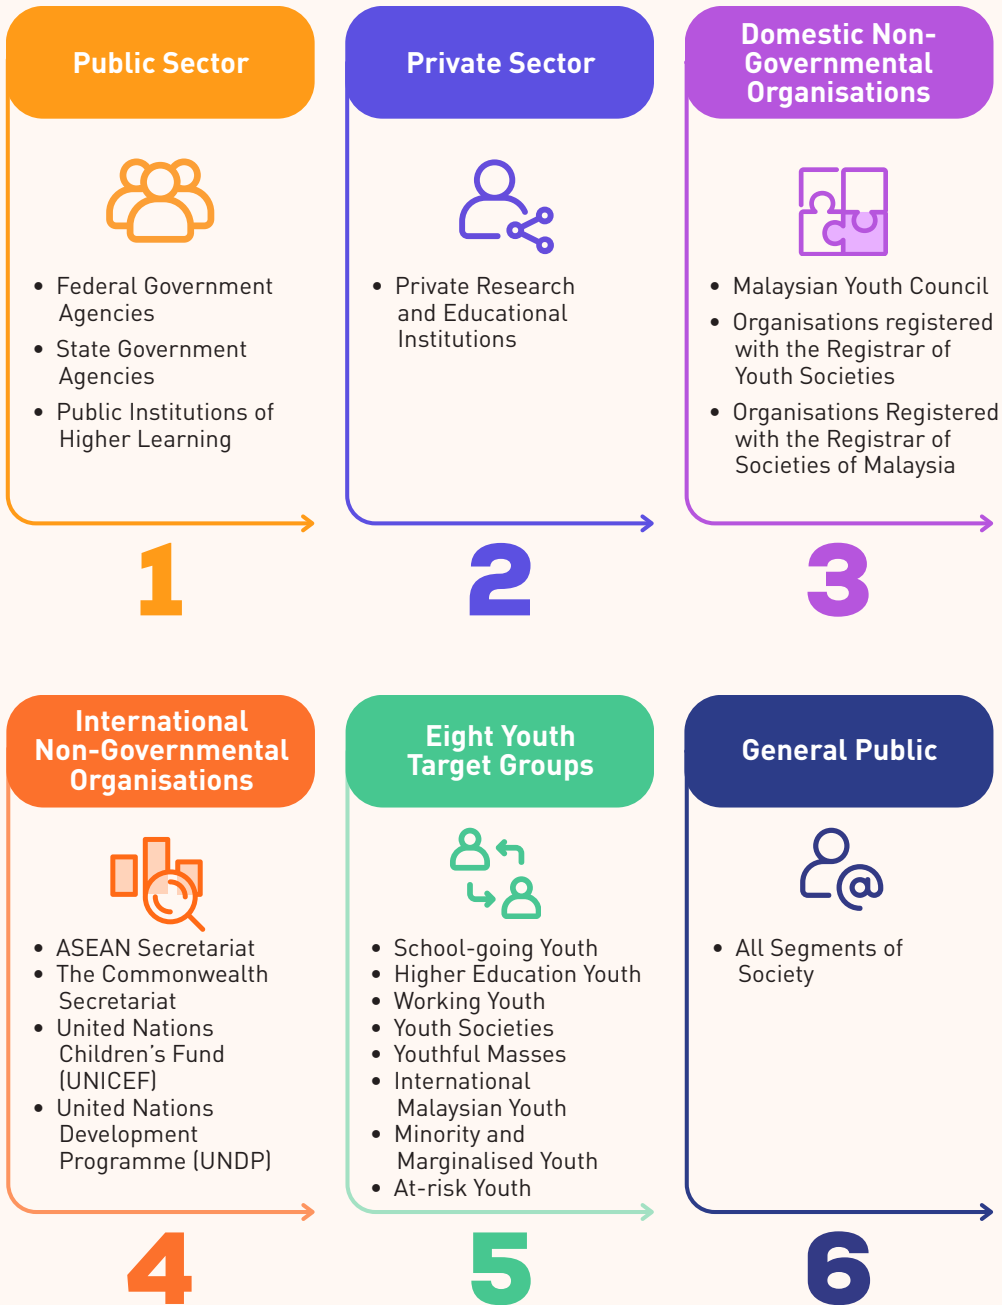 Public Sector
• Federal Government
Agencies
• State Government
Agencies
• Public Institutions of
Higher Learning
1
Private Sector
• Private Research
and Educational
Institutions
2
Domestic Non-
Governmental
Organisations
• Malaysian Youth Council
• Organisations registered
with the Registrar of
Youth Societies
• Organisations Registered
with the Registrar of
Societies of Malaysia
3
International
Non-Governmental
Organisations
• ASEAN Secretariat
• The Commonwealth
Secretariat
• United Nations
Children’s Fund
(UNICEF)
• United Nations
Development
Programme (UNDP)
4
Eight Youth
Target Groups
• School-going Youth
• Higher Education Youth
• Working Youth
• Youth Societies
• Youthful Masses
• International
Malaysian Youth
• Minority and
Marginalised Youth
• At-risk Youth
5
General Public
• All Segments of
Society
6